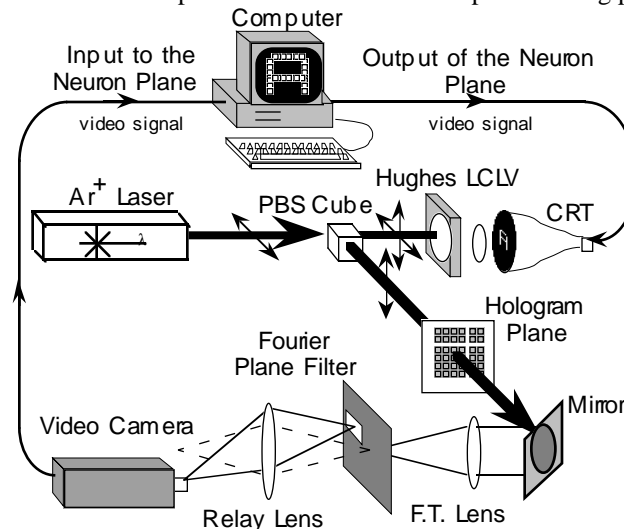 Computer
Input to the
Neuron Plane
Output of the Neuron
Plane
video signal
video signal
Hughes LCLV
Ar+ Laser
PBS Cube
CRT
λ
A
Hologram
Plane
Fourier
Plane Filter
Mirror
Video Camera
Relay Lens
F.T. Lens